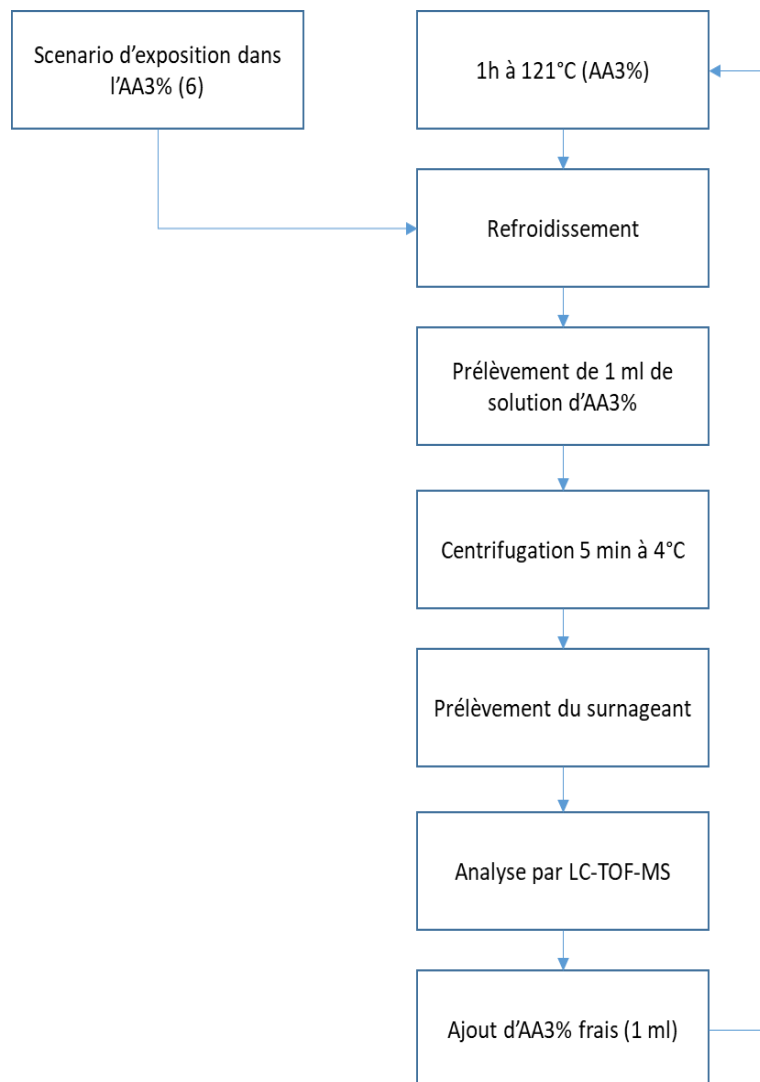 Scenario d'exposition dans
l'AA3% (6)
1h à 121°C (AA3%)
Refroidissement
Prélèvement de 1 ml de
solution d'AA3%
Centrifugation 5 min à 4°C
Prélèvement du surnageant
Analyse par LC-TOF-MS
Ajout d'AA3% frais (1 ml)